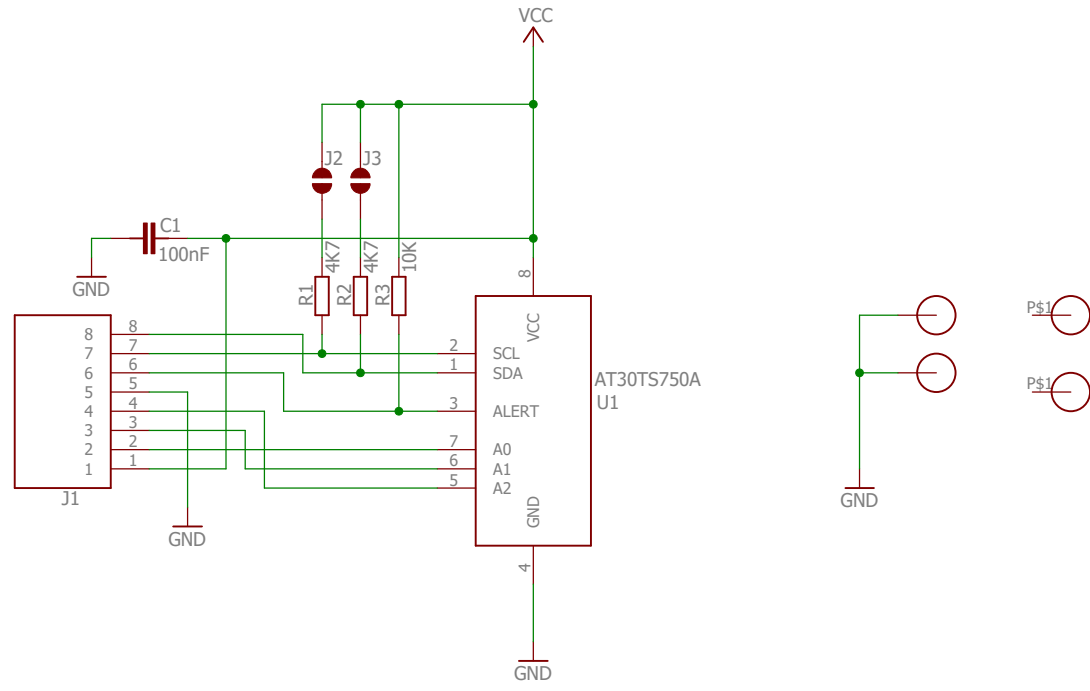 VCC
J2 J3
C1
100nF
4K7 4K7 10K
GND
R1 R2 R3
8
VCC
P$1
8 8
7 7 2 SCL
6 6 1 SDA
5 5
4 4 3 ALERT
3 3
2 2 7 A0
1 1 6 A1
5 A2
AT30TS750A
U1
P$1
J1
GND
GND
GND
4
GND